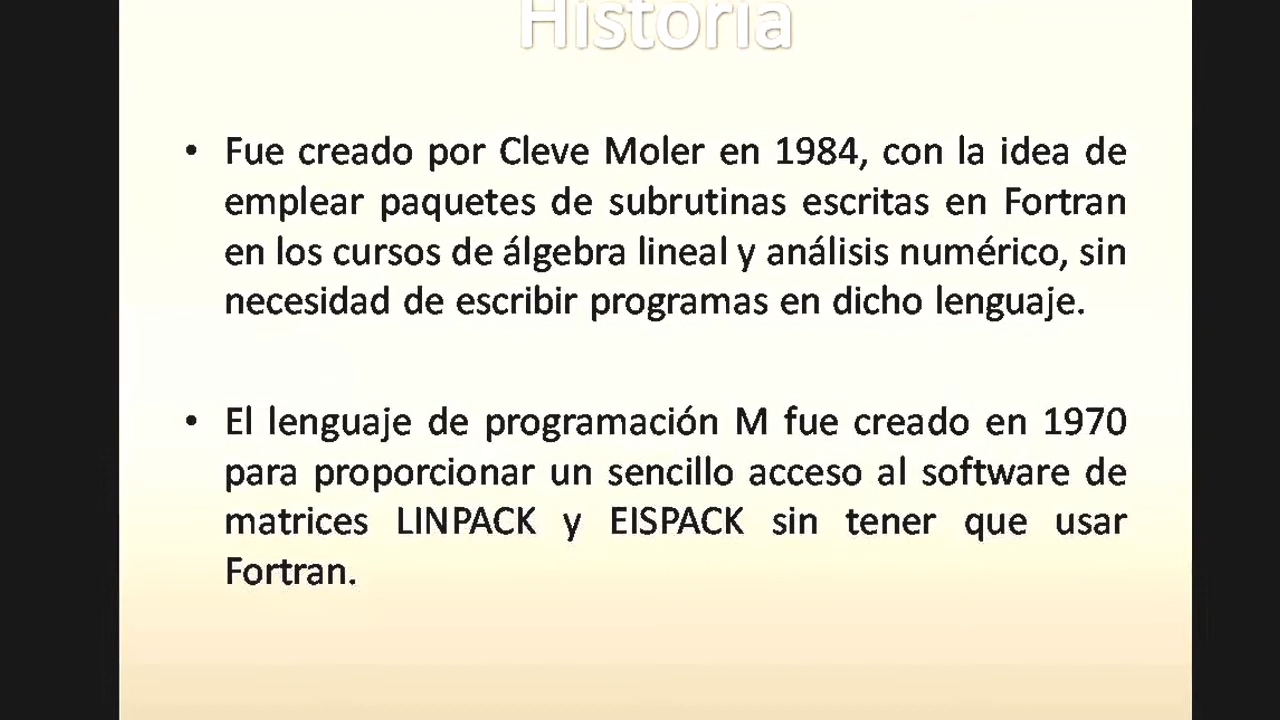 Historia
• Fue creado por Cleve Moler en 1984, con la idea de
emplear paquetes de subrutinas escritas en Fortran
en los cursos de álgebra lineal y análisis numérico, sin
necesidad de escribir programas en dicho lenguaje.
• El lenguaje de programación M fue creado en 1970
para proporcionar un sencillo acceso al software de
matrices LINPACK y EISPACK sin tener que usar
Fortran.